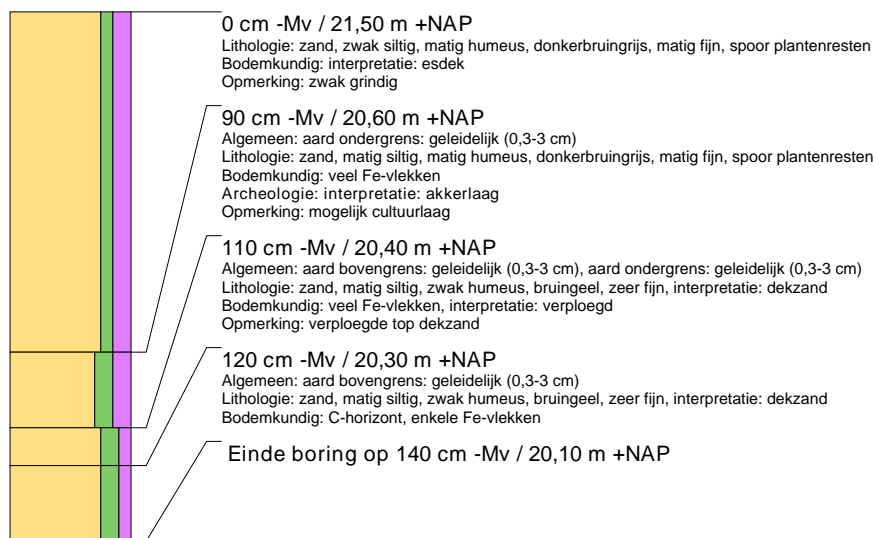 0 cm -Mv / 21,50 m +NAP
Lithologie: zand, zwak siltig, matig humeus, donkerbruingrijs, matig fijn, spoor plantenresten
Bodemkundig: interpretatie: esdek
Opmerking: zwak grindig
90 cm -Mv / 20,60 m +NAP
Algemeen: aard ondergrens: geleidelijk (0,3-3 cm)
Lithologie: zand, matig siltig, matig humeus, donkerbruingrijs, matig fijn, spoor plantenresten
Bodemkundig: veel Fe-vlekken
Archeologie: interpretatie: akkerlaag
Opmerking: mogelijk cultuurlaag
110 cm -Mv / 20,40 m +NAP
Algemeen: aard bovengrens: geleidelijk (0,3-3 cm), aard ondergrens: geleidelijk (0,3-3 cm)
Lithologie: zand, matig siltig, zwak humeus, bruingeel, zeer fijn, interpretatie: dekzand
Bodemkundig: veel Fe-vlekken, interpretatie: verploegd
Opmerking: verploegde top dekzand
120 cm -Mv / 20,30 m +NAP
Algemeen: aard bovengrens: geleidelijk (0,3-3 cm)
Lithologie: zand, matig siltig, zwak humeus, bruingeel, zeer fijn, interpretatie: dekzand
Bodemkundig: C-horizont, enkele Fe-vlekken
Einde boring op 140 cm -Mv / 20,10 m +NAP